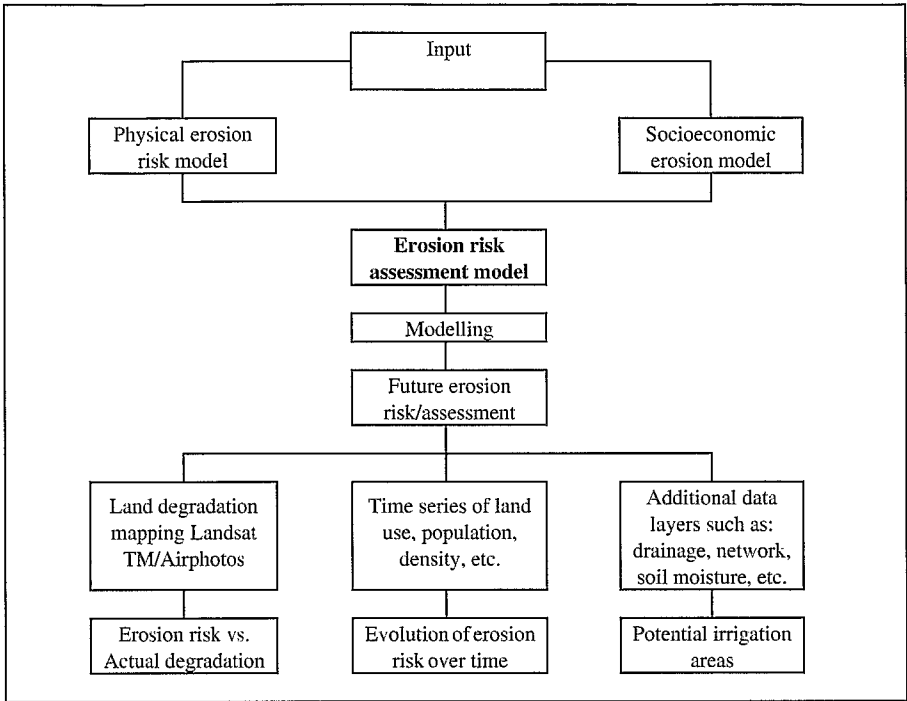 Input
Physical erosion
risk model
Socioeconomic
erosion model
Erosion risk
assessment model
Modelling
Future erosion
risk/assessment
Land degradation
mapping Landsat
TM/Airphotos
Time series of land
use, population,
density, etc.
Additional data
layers such as:
drainage, network,
soil moisture, etc.
Erosion risk vs.
Actual degradation
Evolution of erosion
risk over time
Potential irrigation
areas